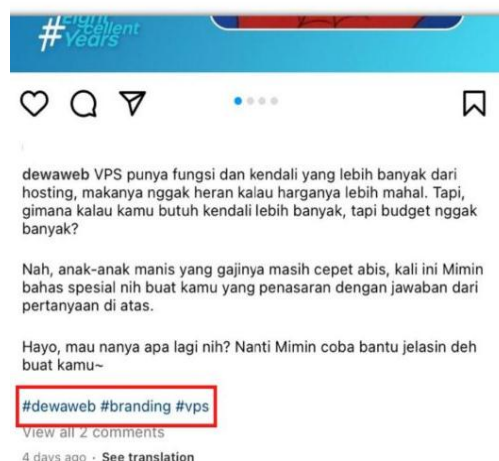 #Eight
Xcellent
Years
dewaweb VPS punya fungsi dan kendali yang lebih banyak dari
hosting, makanya nggak heran kalau harganya lebih mahal. Tapi,
gimana kalau kamu butuh kendali lebih banyak, tapi budget nggak
banyak?
Nah, anak-anak manis yang gajinya masih cepet abis, kali ini Mimin
bahas spesial nih buat kamu yang penasaran dengan jawaban dari
pertanyaan di atas.
Hayo, mau nanya apa lagi nih? Nanti Mimin coba bantu jelasin deh
buat kamu~
#dewaweb #branding #vps
View all 2 comments
4 days ago · See translation